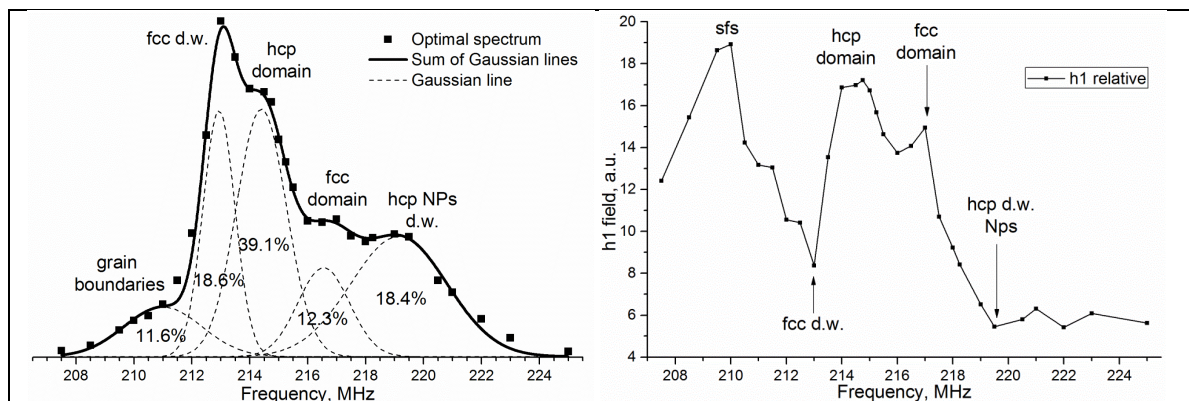 fcc d.w.
Optimal spectrum
Sum of Gaussian lines
Gaussian line
hcp
domain
fcc
domain
hcp NPs
d.w.
grain
boundaries
39.1%
18.6%
18.4%
12.3%
11.6%
208 210 212 214 216 218 220 222 224
Frequency, MHz
h1 field, a.u.
20
18
16
14
12
10
8
6
4
sfs
hcp
domain
fcc
domain
h1 relative
hcp d.w.
Nps
fcc d.w.
208 210 212 214 216 218 220 222 224
Frequency, MHz